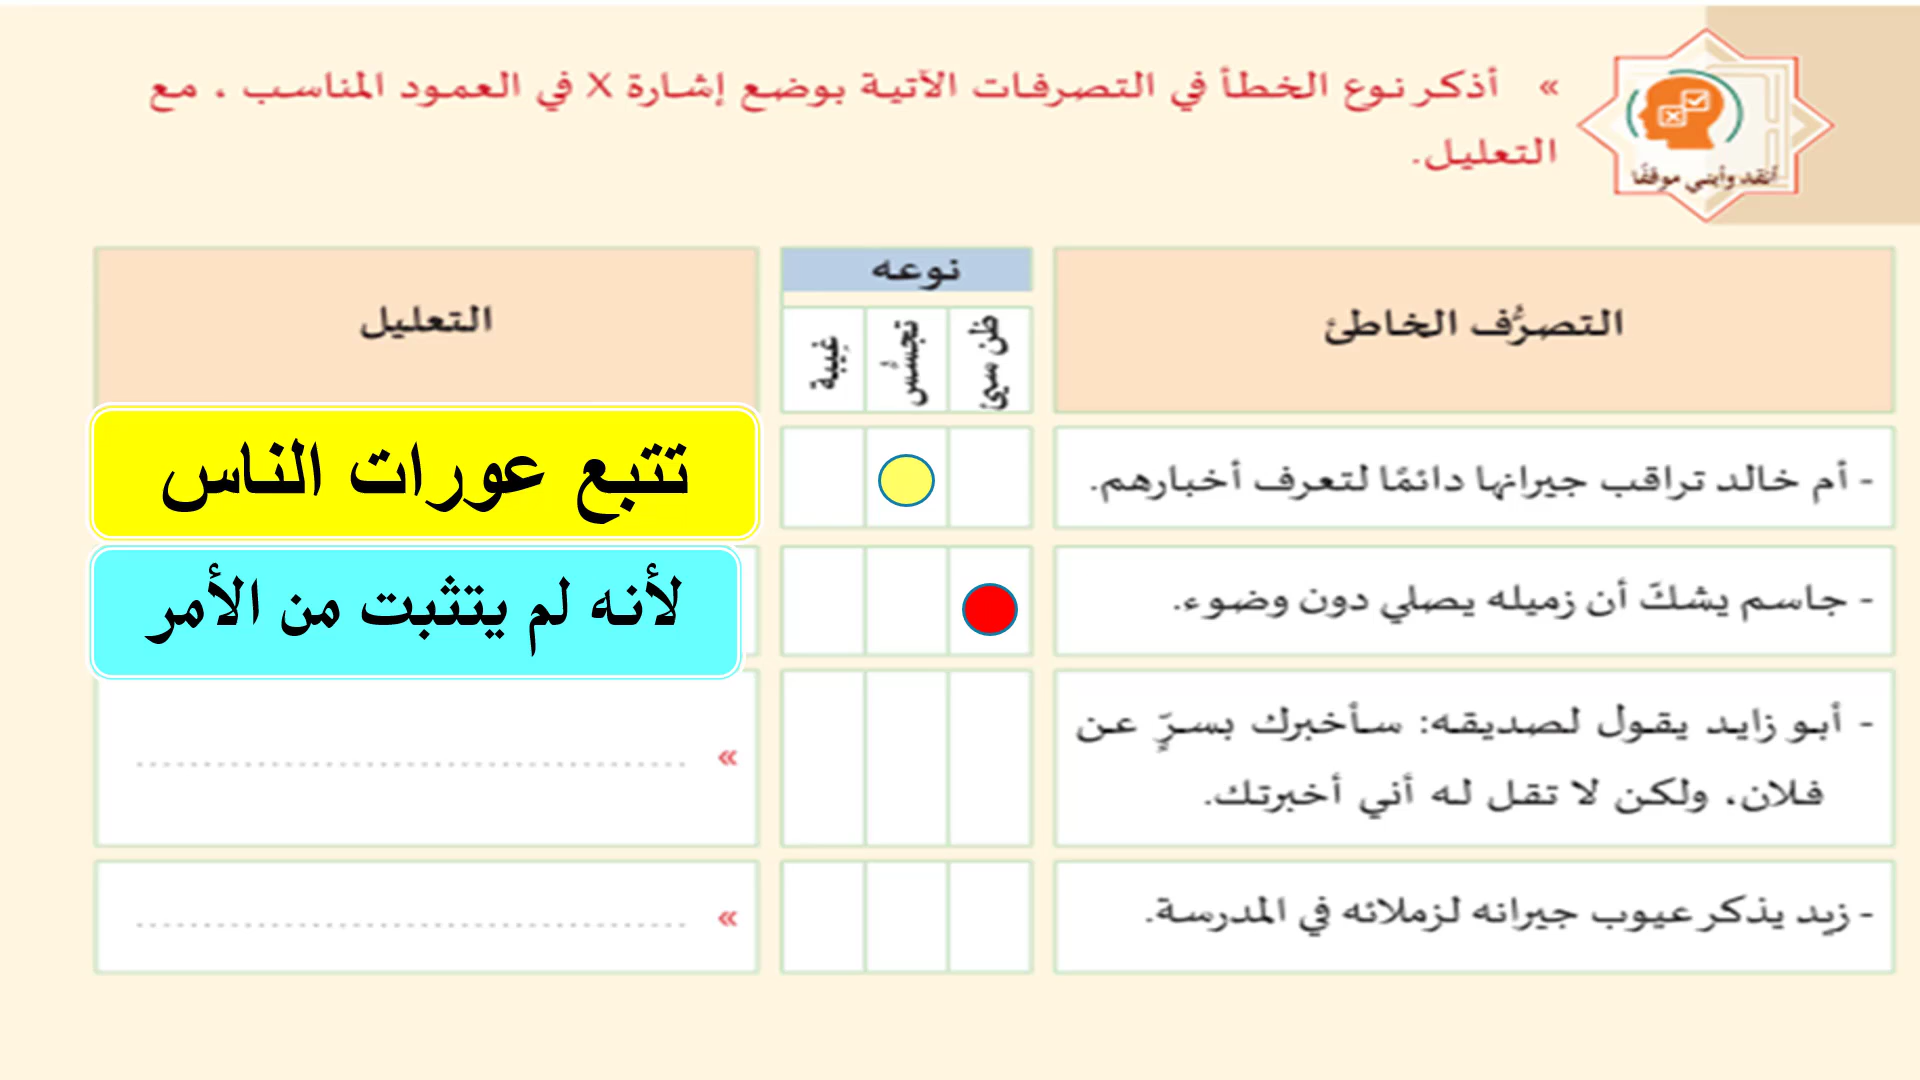 » أذكر نوع الخطأ في التصرفات الآتية بوضع إشارة X في العمود المناسب ، مع
التعليل.
أنقد وأبني موقفًا
التصرُّف الخاطئ
نوعه
التعليل
ظن سيئ
تجسُّس
غِيبة
- أم خالد تراقب جيرانها دائمًا لتعرف أخبارهم.
تتبع عورات الناس
- جاسم يشكّ أن زميله يصلي دون وضوء.
لأنه لم يتثبت من الأمر
- أبو زايد يقول لصديقه: سأخبرك بسرٍّ عن
فلان، ولكن لا تقل له أني أخبرتك.
» ........................................
- زيد يذكر عيوب جيرانه لزملائه في المدرسة.
» ........................................